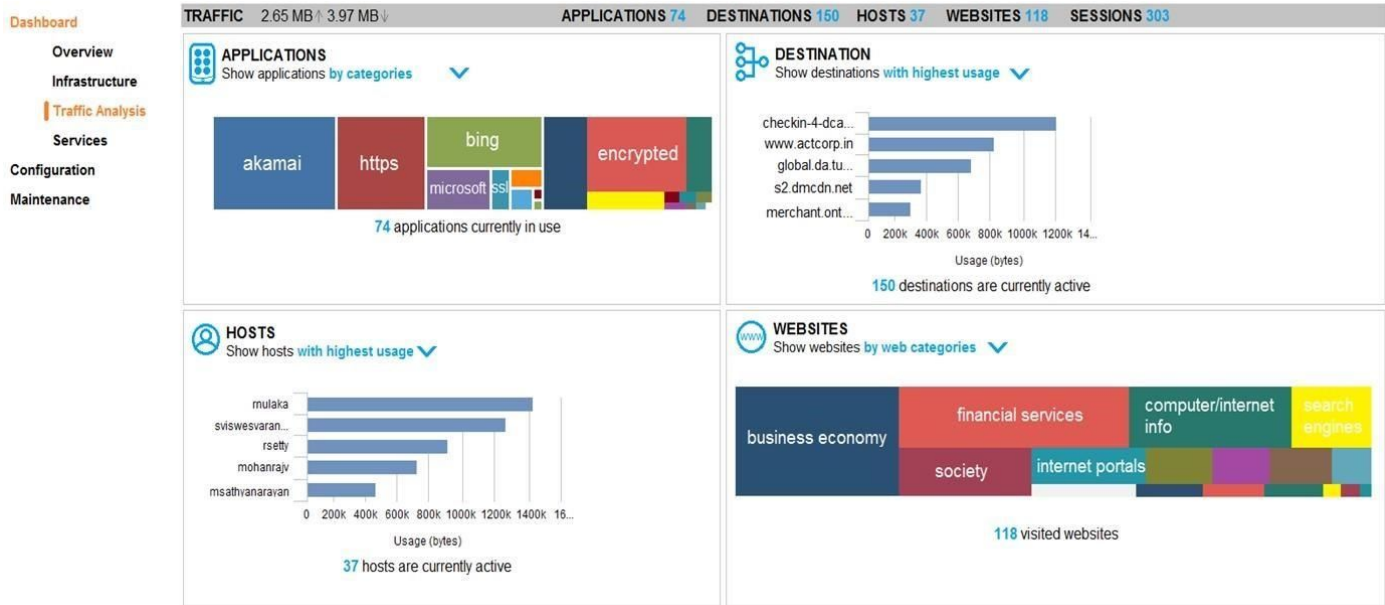 Dashboard
Overview
Infrastructure
Traffic Analysis
Services
Configuration
Maintenance
TRAFFIC 2.65 MB↑ 3.97 MB↓ APPLICATIONS 74 DESTINATIONS 150 HOSTS 37 WEBSITES 118 SESSIONS 303
APPLICATIONS
Show applications by categories
akamai
https
bing
microsoft
ssl
encrypted
74 applications currently in use
DESTINATION
Show destinations with highest usage
checkin-4-dca...
www.actcorp.in
global.da.tu...
s2.dmcdn.net
merchant.ont...
0 200k 400k 600k 800k 1000k 1200k 14...
Usage (bytes)
150 destinations are currently active
HOSTS
Show hosts with highest usage
mulaka
sviswesvaran...
rsetty
mohanrajv
msathyanarayan
0 200k 400k 600k 800k 1000k 1200k 1400k 16...
Usage (bytes)
37 hosts are currently active
www
WEBSITES
Show websites by web categories
business economy
financial services
computer/internet
info
search
engines
society
internet portals
118 visited websites